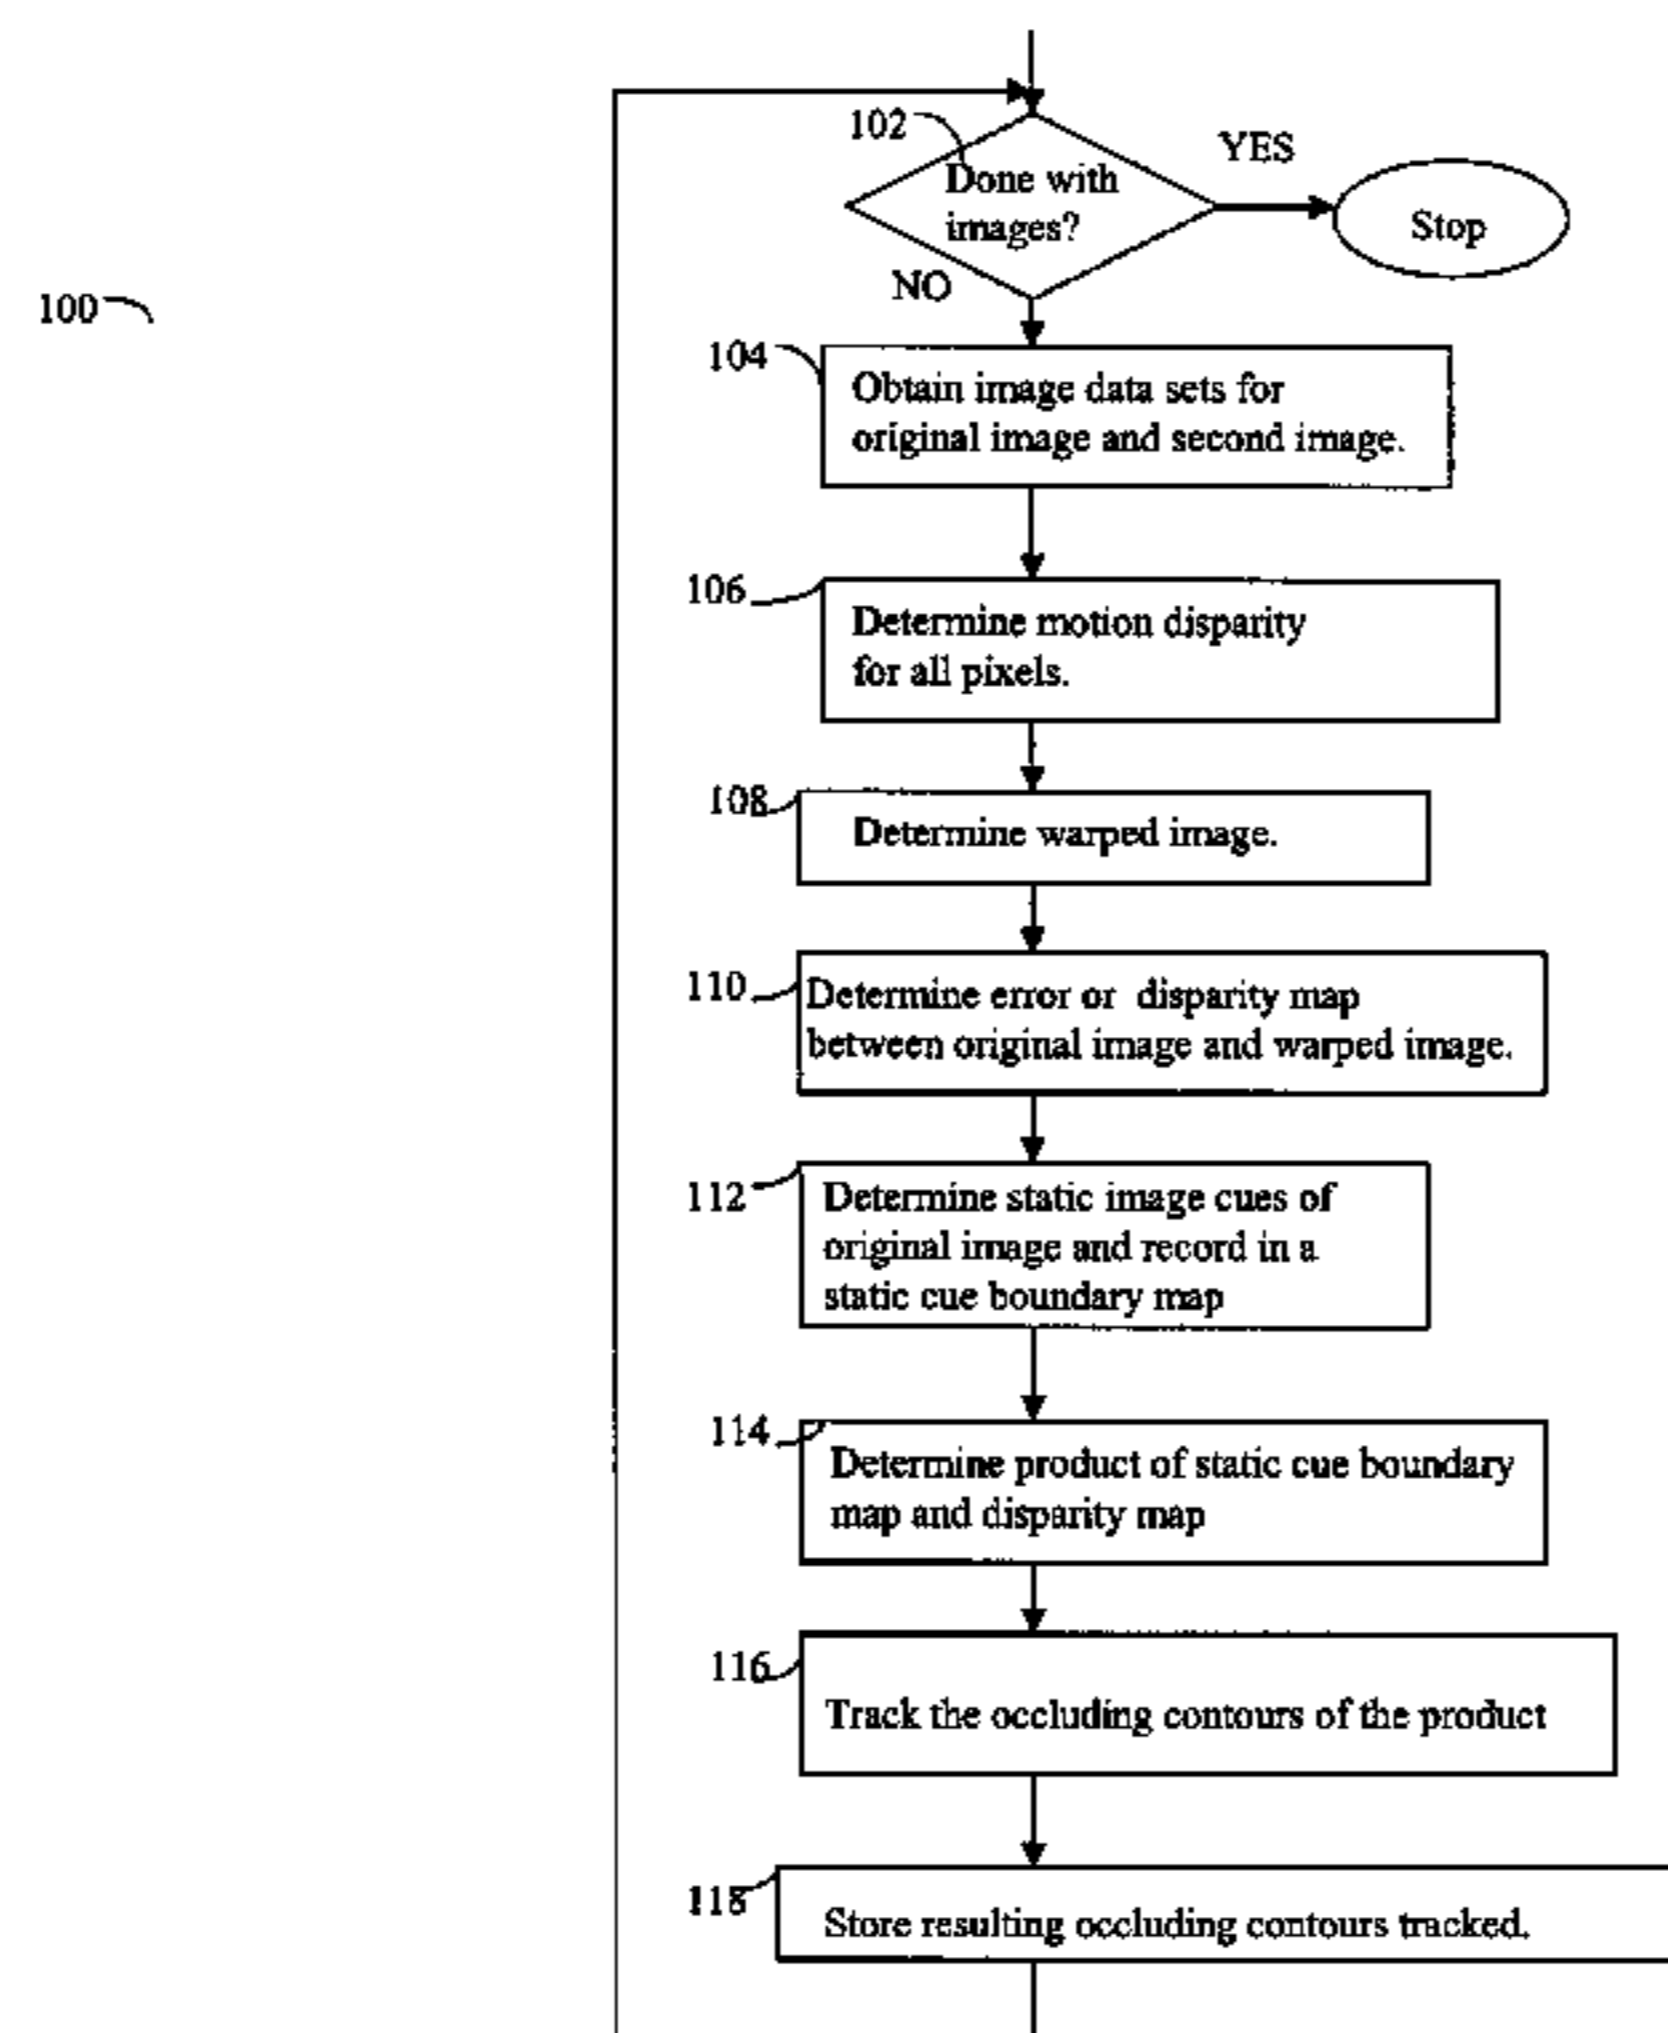 102
YES
Done with
images?
Stop
NO
100
104
Obtain image data sets for
original image and second image.
106
Determine motion disparity
for all pixels.
108
Determine warped image.
110
Determine error or disparity map
between original image and warped image.
112
Determine static image cues of
original image and record in a
static cue boundary map
114
Determine product of static cue boundary
map and disparity map
116
Track the occluding contours of the product
118
Store resulting occluding contours tracked.